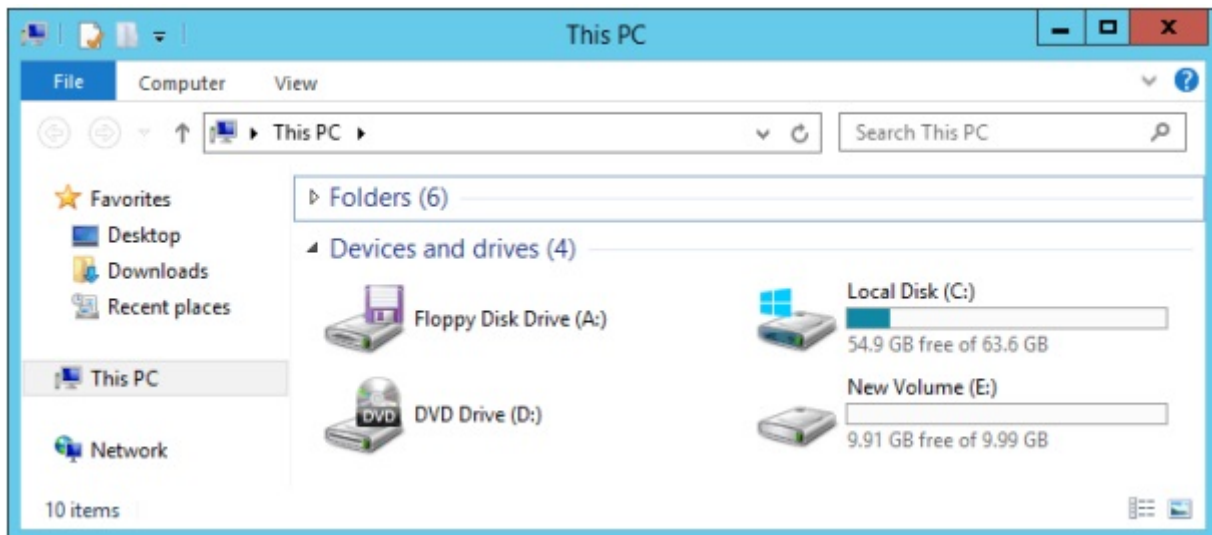 This PC
File Computer View
This PC
Search This PC
Favorites
Desktop
Downloads
Recent places
This PC
Network
Folders (6)
Devices and drives (4)
Floppy Disk Drive (A:)
Local Disk (C:)
54.9 GB free of 63.6 GB
DVD
DVD Drive (D:)
New Volume (E:)
9.91 GB free of 9.99 GB
10 items